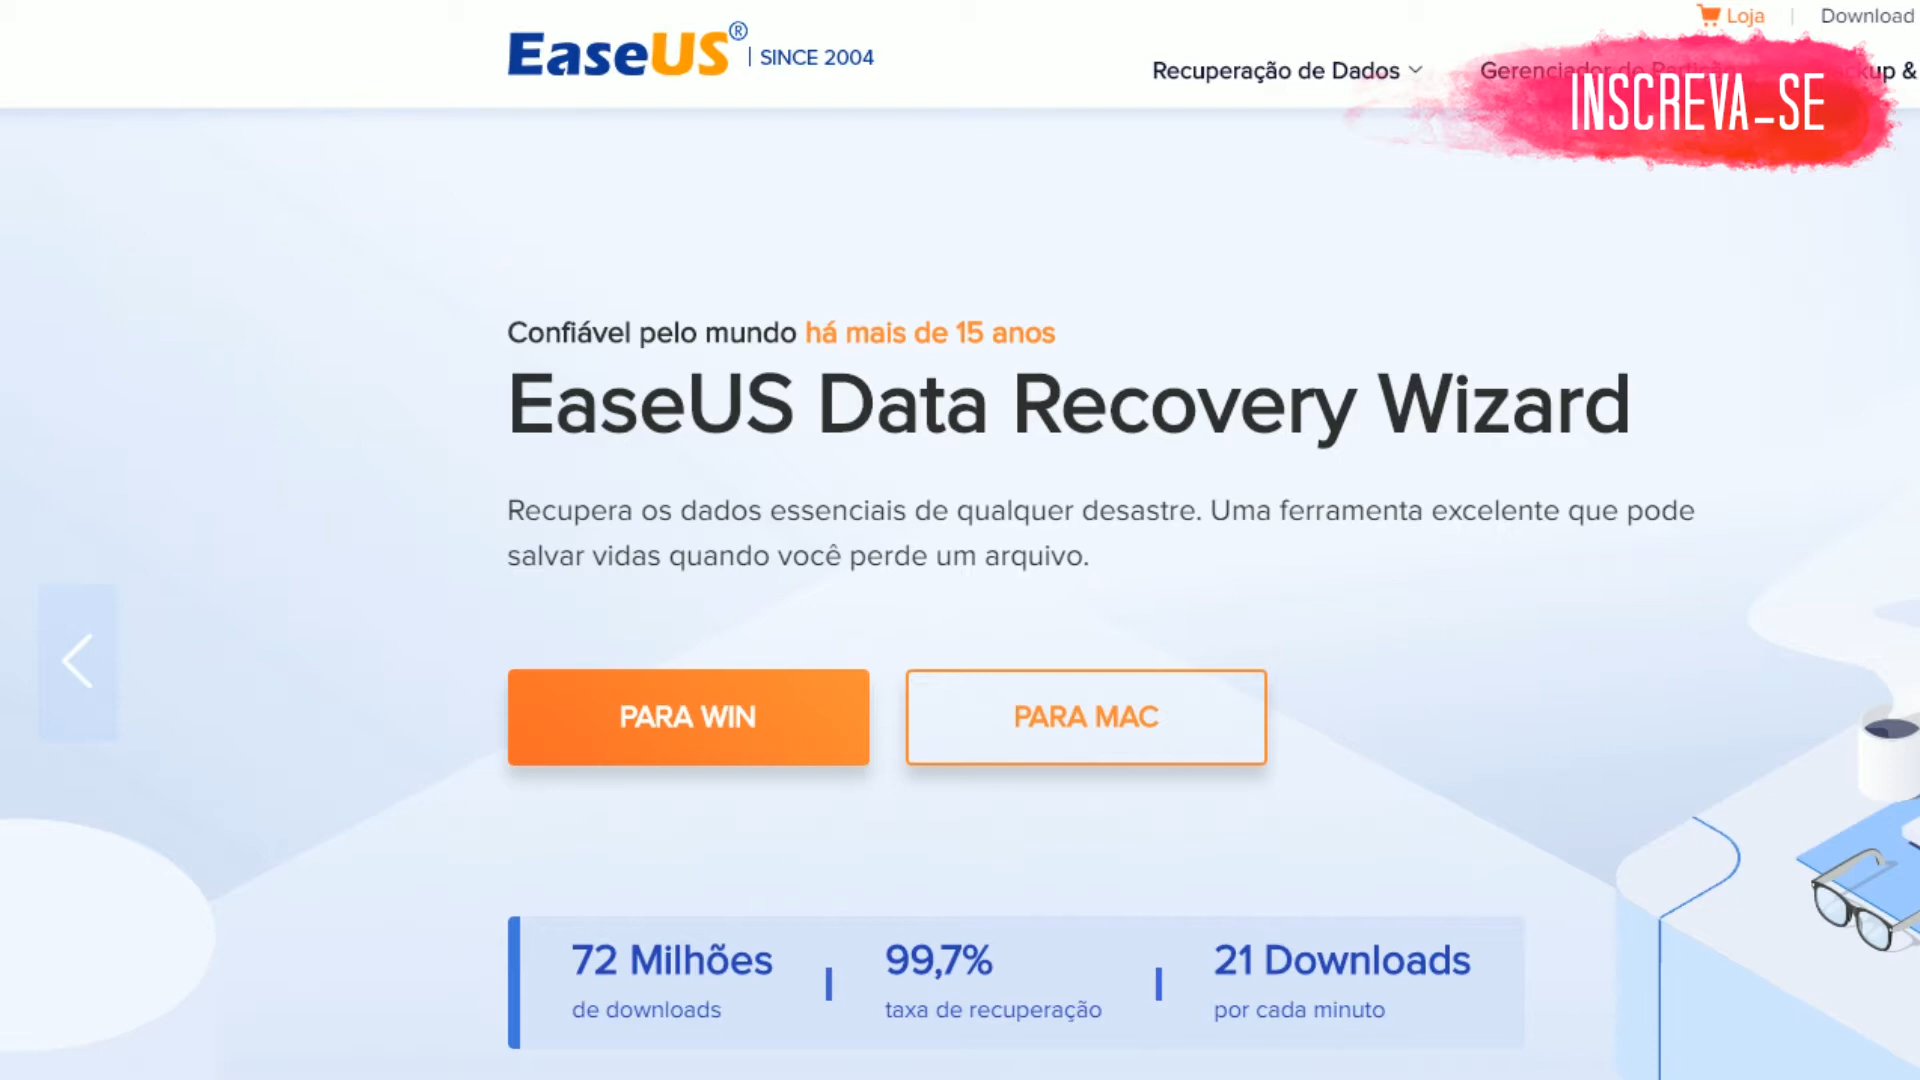 Loja | Download
EaseUS® | SINCE 2004
Recuperação de Dados
Gerenciador de
kup &
INSCREVA-SE
Confiável pelo mundo há mais de 15 anos
EaseUS Data Recovery Wizard
Recupera os dados essenciais de qualquer desastre. Uma ferramenta excelente que pode
salvar vidas quando você perde um arquivo.
PARA WIN
PARA MAC
72 Milhões
de downloads
99,7%
taxa de recuperação
21 Downloads
por cada minuto